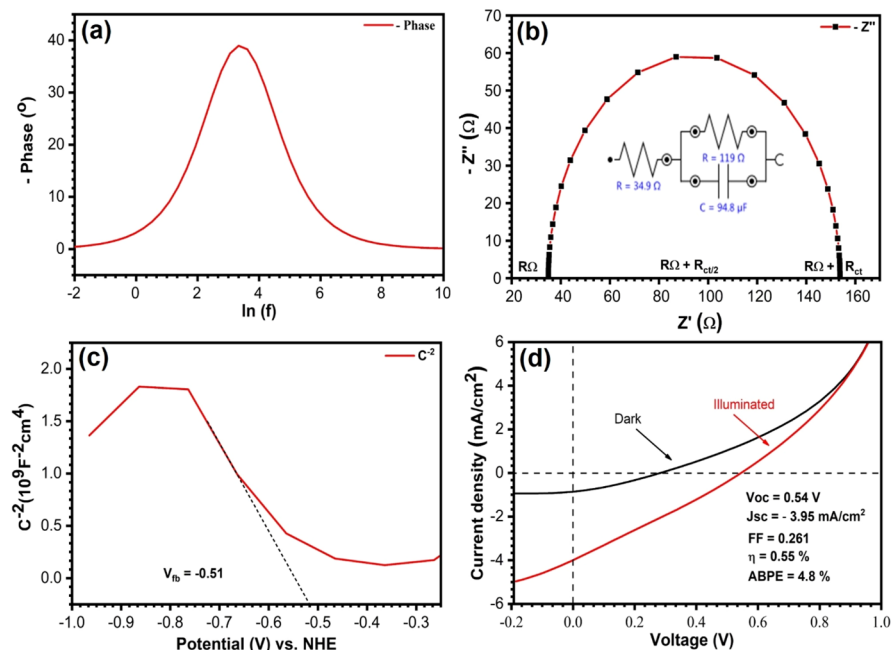 (a)
- Phase
40
30
20
10
0
- Phase (º)
-2 0 2 4 6 8 10
ln (f)
(b)
- Z"
70
60
50
40
30
20
10
0
- Z" (Ω)
R = 119 Ω
R = 34.9 Ω
C = 94.8 µF
RΩ
RΩ + Rct/2
RΩ + Rct
20 40 60 80 100 120 140 160
Z' (Ω)
(c)
C-2
2.0
1.5
1.0
0.5
0.0
C-2(109F-2cm4)
Vfb = -0.51
-1.0 -0.9 -0.8 -0.7 -0.6 -0.5 -0.4 -0.3
Potential (V) vs. NHE
(d)
6
4
2
0
-2
-4
-6
Current density (mA/cm2)
Illuminated
Dark
Voc = 0.54 V
Jsc = - 3.95 mA/cm2
FF = 0.261
η = 0.55 %
ABPE = 4.8 %
-0.2 0.0 0.2 0.4 0.6 0.8 1.0
Voltage (V)